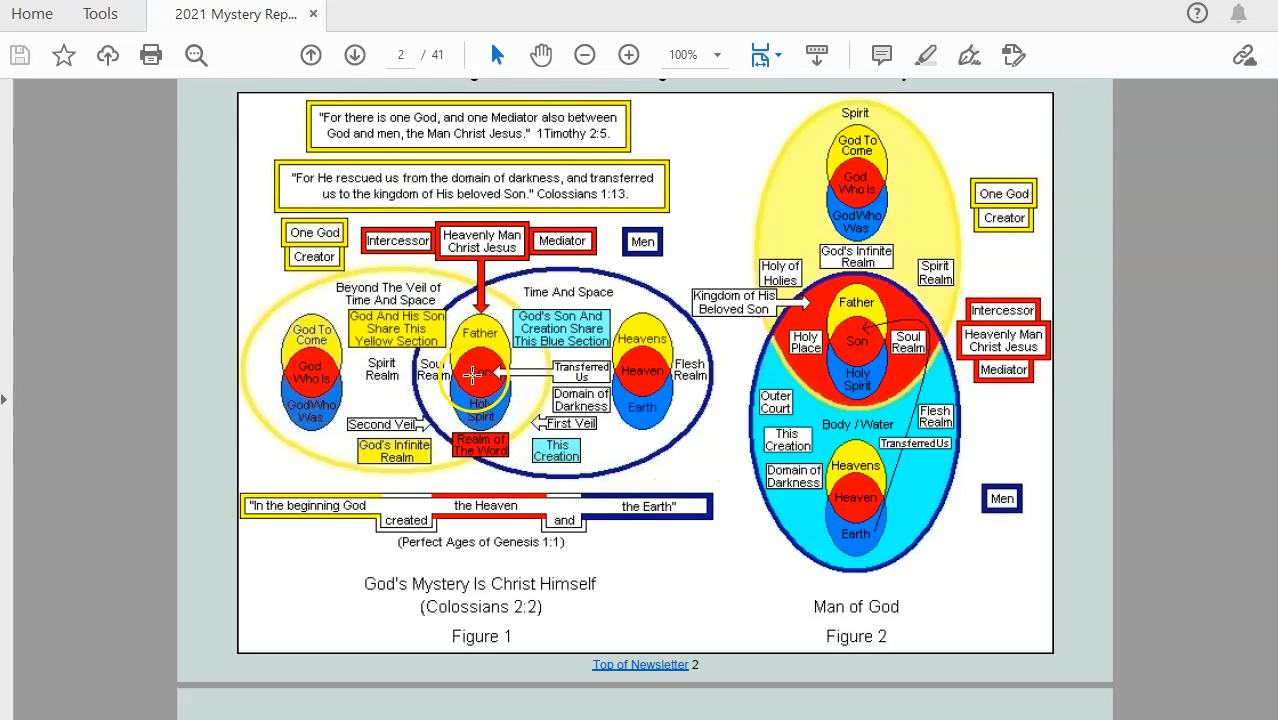 Home
Tools
2021 Mystery Rep... ×
2 / 41
100%
"For there is one God, and one Mediator also between
God and men, the Man Christ Jesus." 1Timothy 2:5.
"For He rescued us from the domain of darkness, and transferred
us to the kingdom of His beloved Son." Colossians 1:13.
One God
Creator
Intercessor
Heavenly Man
Christ Jesus
Mediator
Men
Beyond The Veil of
Time And Space
Time And Space
God And His Son
Share This
Yellow Section
God's Son And
Creation Share
This Blue Section
God To
Come
God
Who Is
God Who
Was
Spirit
Realm
Soul
Realm
Father
Holy
Spirit
Transferred
Us
Domain of
Darkness
First Veil
Second Veil
God's Infinite
Realm
Realm of
The Word
This
Creation
Heavens
Heaven
Earth
Flesh
Realm
"In the beginning God
created
the Heaven
and
the Earth"
(Perfect Ages of Genesis 1:1)
God's Mystery Is Christ Himself
(Colossians 2:2)
Figure 1
Spirit
God To
Come
God
Who Is
God Who
Was
God's Infinite
Realm
Holy of
Holies
Spirit
Realm
One God
Creator
Kingdom of His
Beloved Son
Father
Son
Holy
Spirit
Holy
Place
Soul
Realm
Intercessor
Heavenly Man
Christ Jesus
Mediator
Outer
Court
Flesh
Realm
Body / Water
This
Creation
Transferred Us
Domain of
Darkness
Heavens
Heaven
Earth
Men
Man of God
Figure 2
Top of Newsletter 2